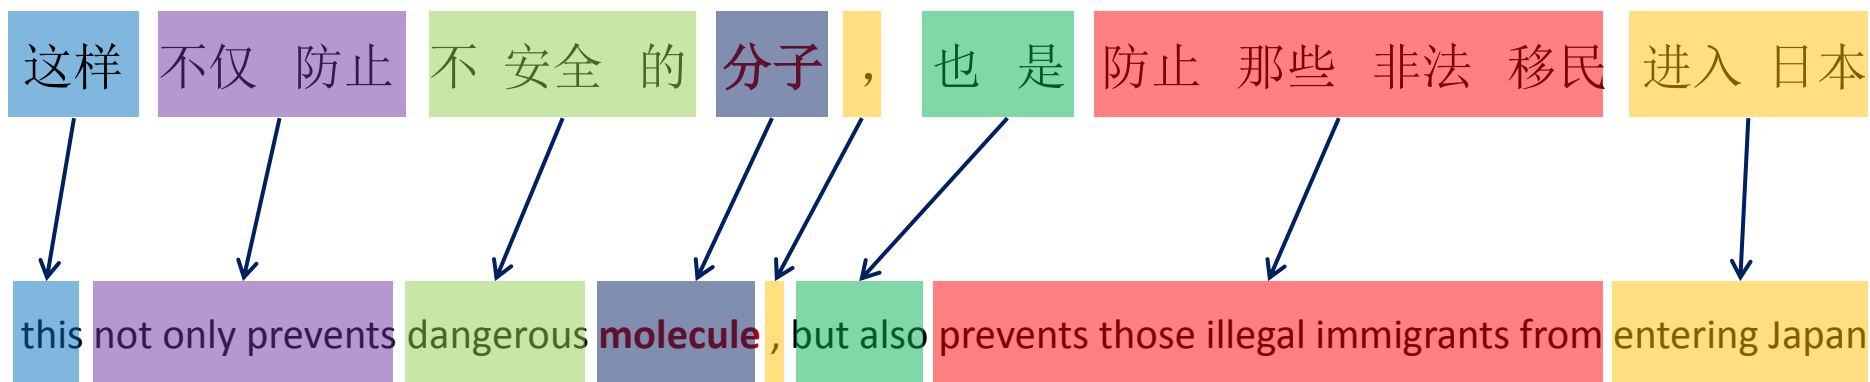 这样 不仅 防止 不 安全 的 分子 ， 也 是 防止 那些 非法 移民 进入 日本
this not only prevents dangerous molecule , but also prevents those illegal immigrants from entering Japan